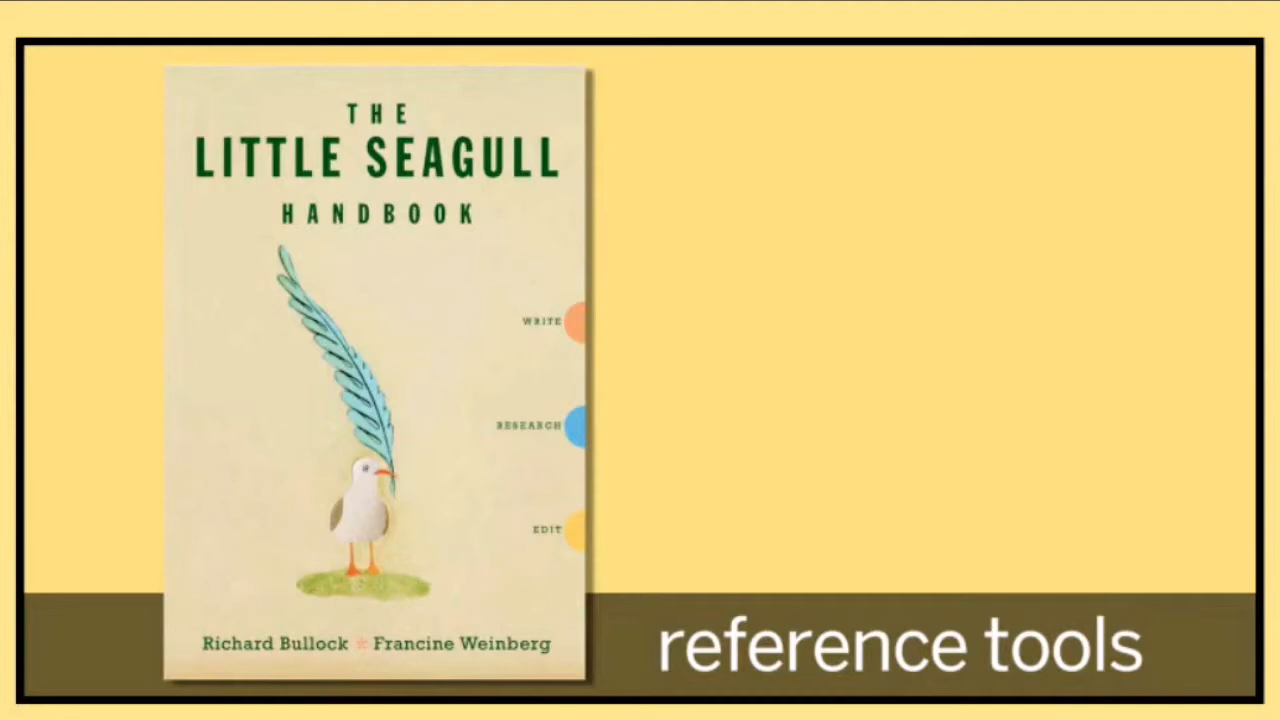 THE
LITTLE SEAGULL
HANDBOOK
WRITE
RESEARCH
EDIT
Richard Bullock * Francine Weinberg
reference tools